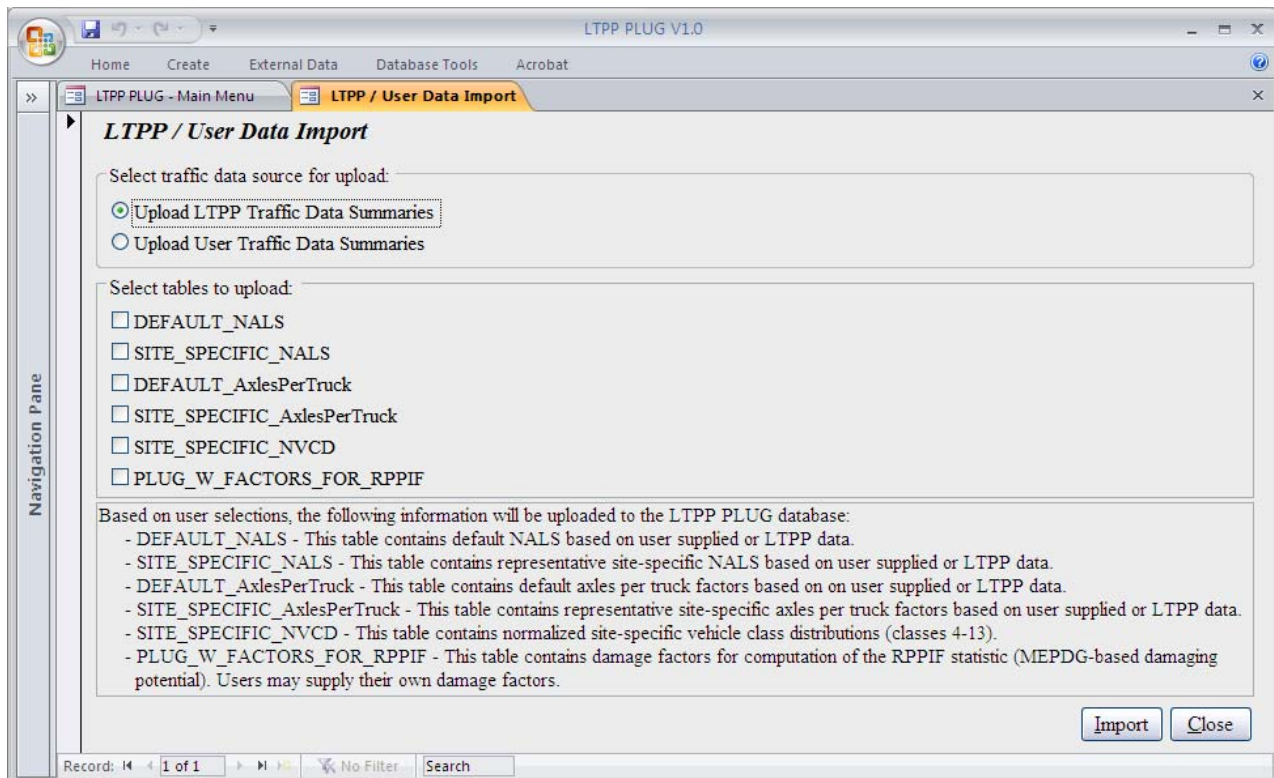 LTPP PLUG V1.0
Home Create External Data Database Tools Acrobat
LTPP PLUG - Main Menu LTPP / User Data Import
Navigation Pane
LTPP / User Data Import
Select traffic data source for upload:
Upload LTPP Traffic Data Summaries
Upload User Traffic Data Summaries
Select tables to upload:
DEFAULT_NALS
SITE_SPECIFIC_NALS
DEFAULT_AxlesPerTruck
SITE_SPECIFIC_AxlesPerTruck
SITE_SPECIFIC_NVCD
PLUG_W_FACTORS_FOR_RPPIF
Based on user selections, the following information will be uploaded to the LTPP PLUG database:
- DEFAULT_NALS - This table contains default NALS based on user supplied or LTPP data.
- SITE_SPECIFIC_NALS - This table contains representative site-specific NALS based on user supplied or LTPP data.
- DEFAULT_AxlesPerTruck - This table contains default axles per truck factors based on on user supplied or LTPP data.
- SITE_SPECIFIC_AxlesPerTruck - This table contains representative site-specific axles per truck factors based on user supplied or LTPP data.
- SITE_SPECIFIC_NVCD - This table contains normalized site-specific vehicle class distributions (classes 4-13).
- PLUG_W_FACTORS_FOR_RPPIF - This table contains damage factors for computation of the RPPIF statistic (MEPDG-based damaging
potential). Users may supply their own damage factors.
Import Close
Record: 1 of 1 No Filter Search